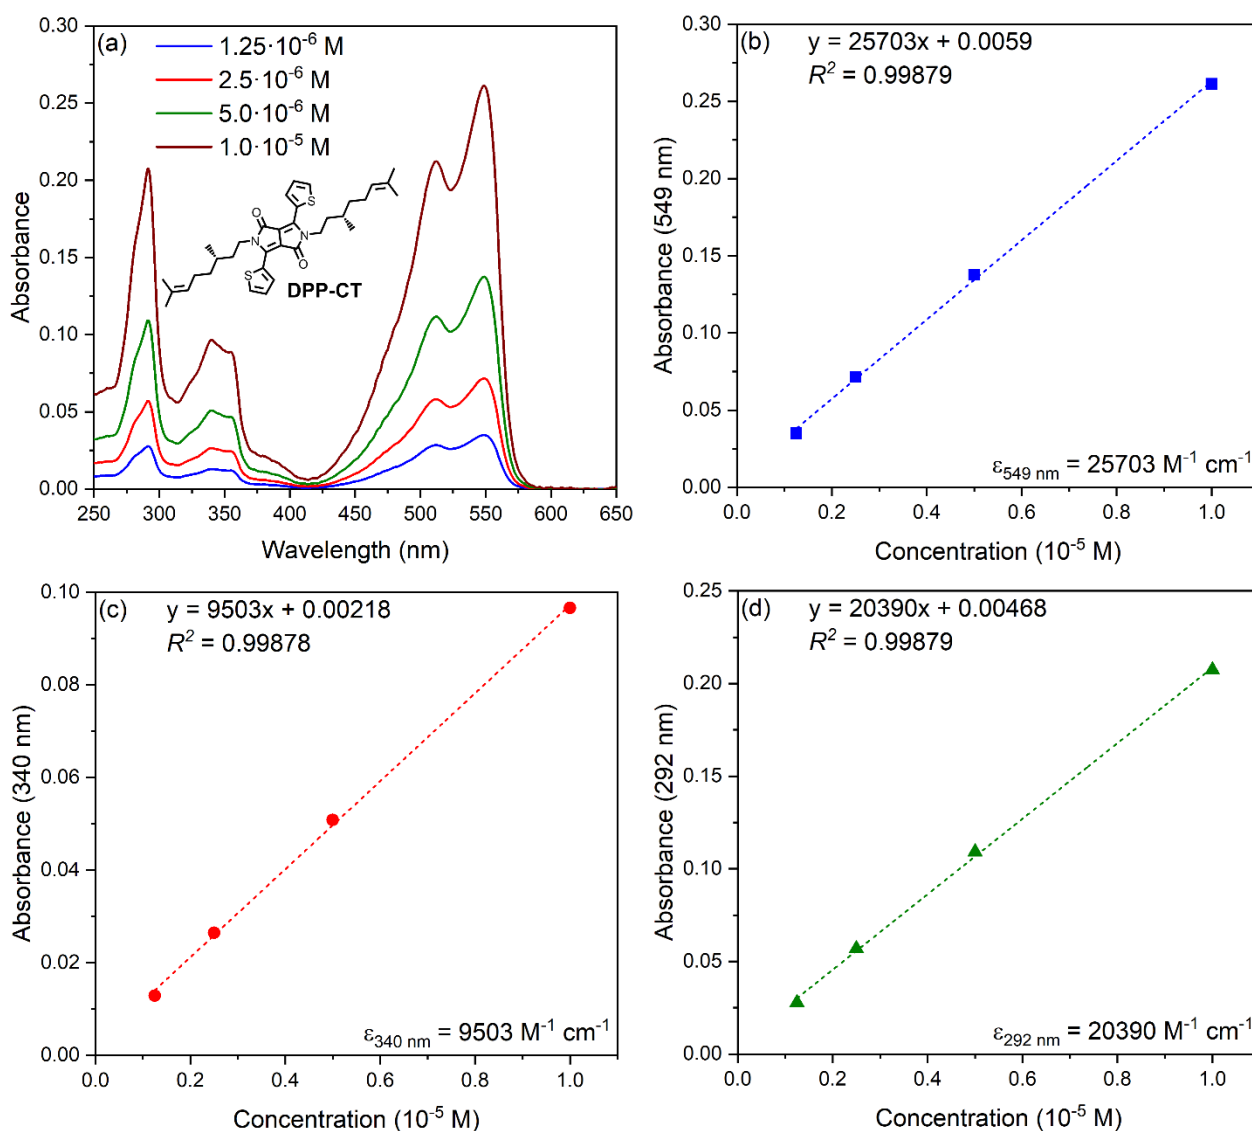 (a)
1.25·10⁻⁶ M
2.5·10⁻⁶ M
5.0·10⁻⁶ M
1.0·10⁻⁵ M
0.30
0.25
0.20
0.15
0.10
0.05
0.00
Absorbance
S
O
N
N
O
S
DPP-CT
250 300 350 400 450 500 550 600 650
Wavelength (nm)
(b)
y = 25703x + 0.0059
R² = 0.99879
0.30
0.25
0.20
0.15
0.10
0.05
0.00
Absorbance (549 nm)
ε₅₄₉ ₙₘ = 25703 M⁻¹ cm⁻¹
0.0 0.2 0.4 0.6 0.8 1.0
Concentration (10⁻⁵ M)
(c)
y = 9503x + 0.00218
R² = 0.99878
0.10
0.08
0.06
0.04
0.02
0.00
Absorbance (340 nm)
ε₃₄₀ ₙₘ = 9503 M⁻¹ cm⁻¹
0.0 0.2 0.4 0.6 0.8 1.0
Concentration (10⁻⁵ M)
(d)
y = 20390x + 0.00468
R² = 0.99879
0.25
0.20
0.15
0.10
0.05
0.00
Absorbance (292 nm)
ε₂₉₂ ₙₘ = 20390 M⁻¹ cm⁻¹
0.0 0.2 0.4 0.6 0.8 1.0
Concentration (10⁻⁵ M)